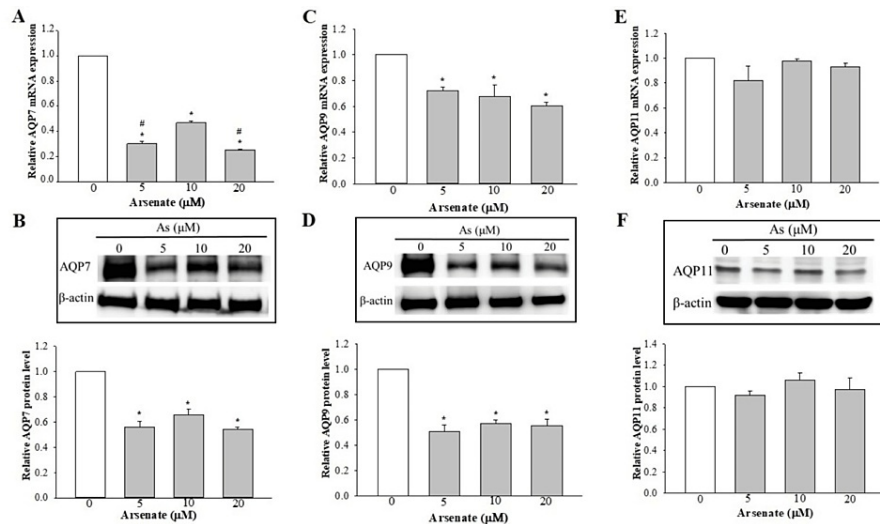 A
Relative AQP7 mRNA expression
1.2
1.0
0.8
0.6
0.4
0.2
0.0
#
*
*
#
*
0 5 10 20
Arsenate (µM)
C
Relative AQP9 mRNA expression
1.2
1.0
0.8
0.6
0.4
0.2
0.0
*
*
*
0 5 10 20
Arsenate (µM)
E
Relative AQP11 mRNA expression
1.2
1.0
0.8
0.6
0.4
0.2
0.0
0 5 10 20
Arsenate (µM)
B
As (µM)
0 5 10 20
AQP7
β-actin
Relative AQP7 protein level
1.2
1.0
0.8
0.6
0.4
0.2
0.0
*
*
*
0 5 10 20
Arsenate (µM)
D
As (µM)
0 5 10 20
AQP9
β-actin
Relative AQP9 protein level
1.2
1.0
0.8
0.6
0.4
0.2
0.0
*
*
*
0 5 10 20
Arsenate (µM)
F
As (µM)
0 5 10 20
AQP11
β-actin
Relative AQP11 protein level
1.4
1.2
1.0
0.8
0.6
0.4
0.2
0.0
0 5 10 20
Arsenate (µM)